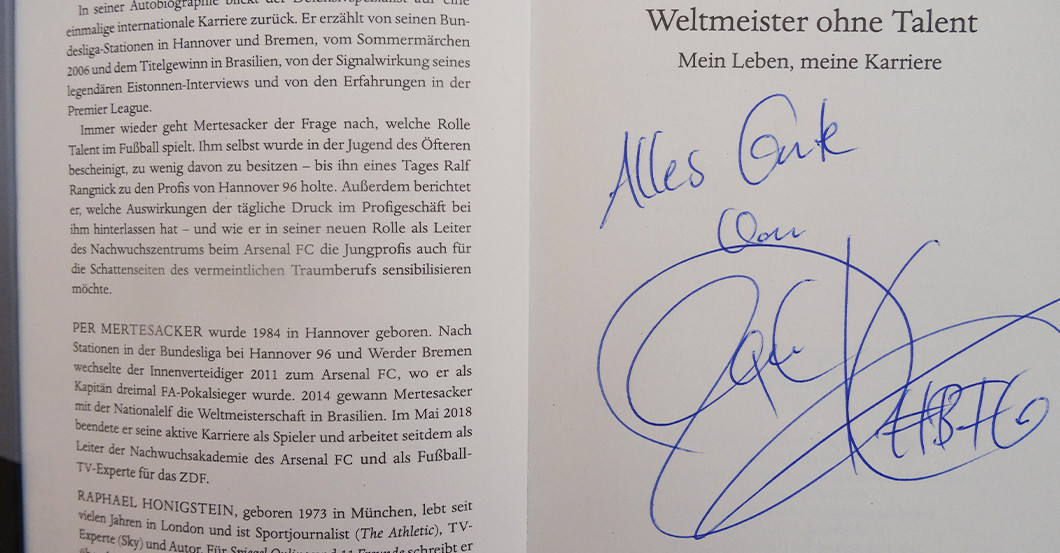 In seiner Autobiographie blickt der Defensivspezialist auf eine
einmalige internationale Karriere zurück. Er erzählt von seinen Bun-
desliga-Stationen in Hannover und Bremen, vom Sommermärchen
2006 und dem Titelgewinn in Brasilien, von der Signalwirkung seines
legendären Eistonnen-Interviews und von den Erfahrungen in der
Premier League.
Immer wieder geht Mertesacker der Frage nach, welche Rolle
Talent im Fußball spielt. Ihm selbst wurde in der Jugend des Öfteren
bescheinigt, zu wenig davon zu besitzen – bis ihn eines Tages Ralf
Rangnick zu den Profis von Hannover 96 holte. Außerdem berichtet
er, welche Auswirkungen der tägliche Druck im Profigeschäft bei
ihm hinterlassen hat – und wie er in seiner neuen Rolle als Leiter
des Nachwuchszentrums beim Arsenal FC die Jungprofis auch für
die Schattenseiten des vermeintlichen Traumberufs sensibilisieren
möchte.
PER MERTESACKER wurde 1984 in Hannover geboren. Nach
Stationen in der Bundesliga bei Hannover 96 und Werder Bremen
wechselte der Innenverteidiger 2011 zum Arsenal FC, wo er als
Kapitän dreimal FA-Pokalsieger wurde. 2014 gewann Mertesacker
mit der Nationalelf die Weltmeisterschaft in Brasilien. Im Mai 2018
beendete er seine aktive Karriere als Spieler und arbeitet seitdem als
Leiter der Nachwuchsakademie des Arsenal FC und als Fußball-
TV-Experte für das ZDF.
RAPHAEL HONIGSTEIN, geboren 1973 in München, lebt seit
vielen Jahren in London und ist Sportjournalist (The Athletic), TV-
Experte (Sky) und Autor. Für Spiegel Online und 11 Freunde schreibt er
Weltmeister ohne Talent
Mein Leben, meine Karriere
Alles Gute